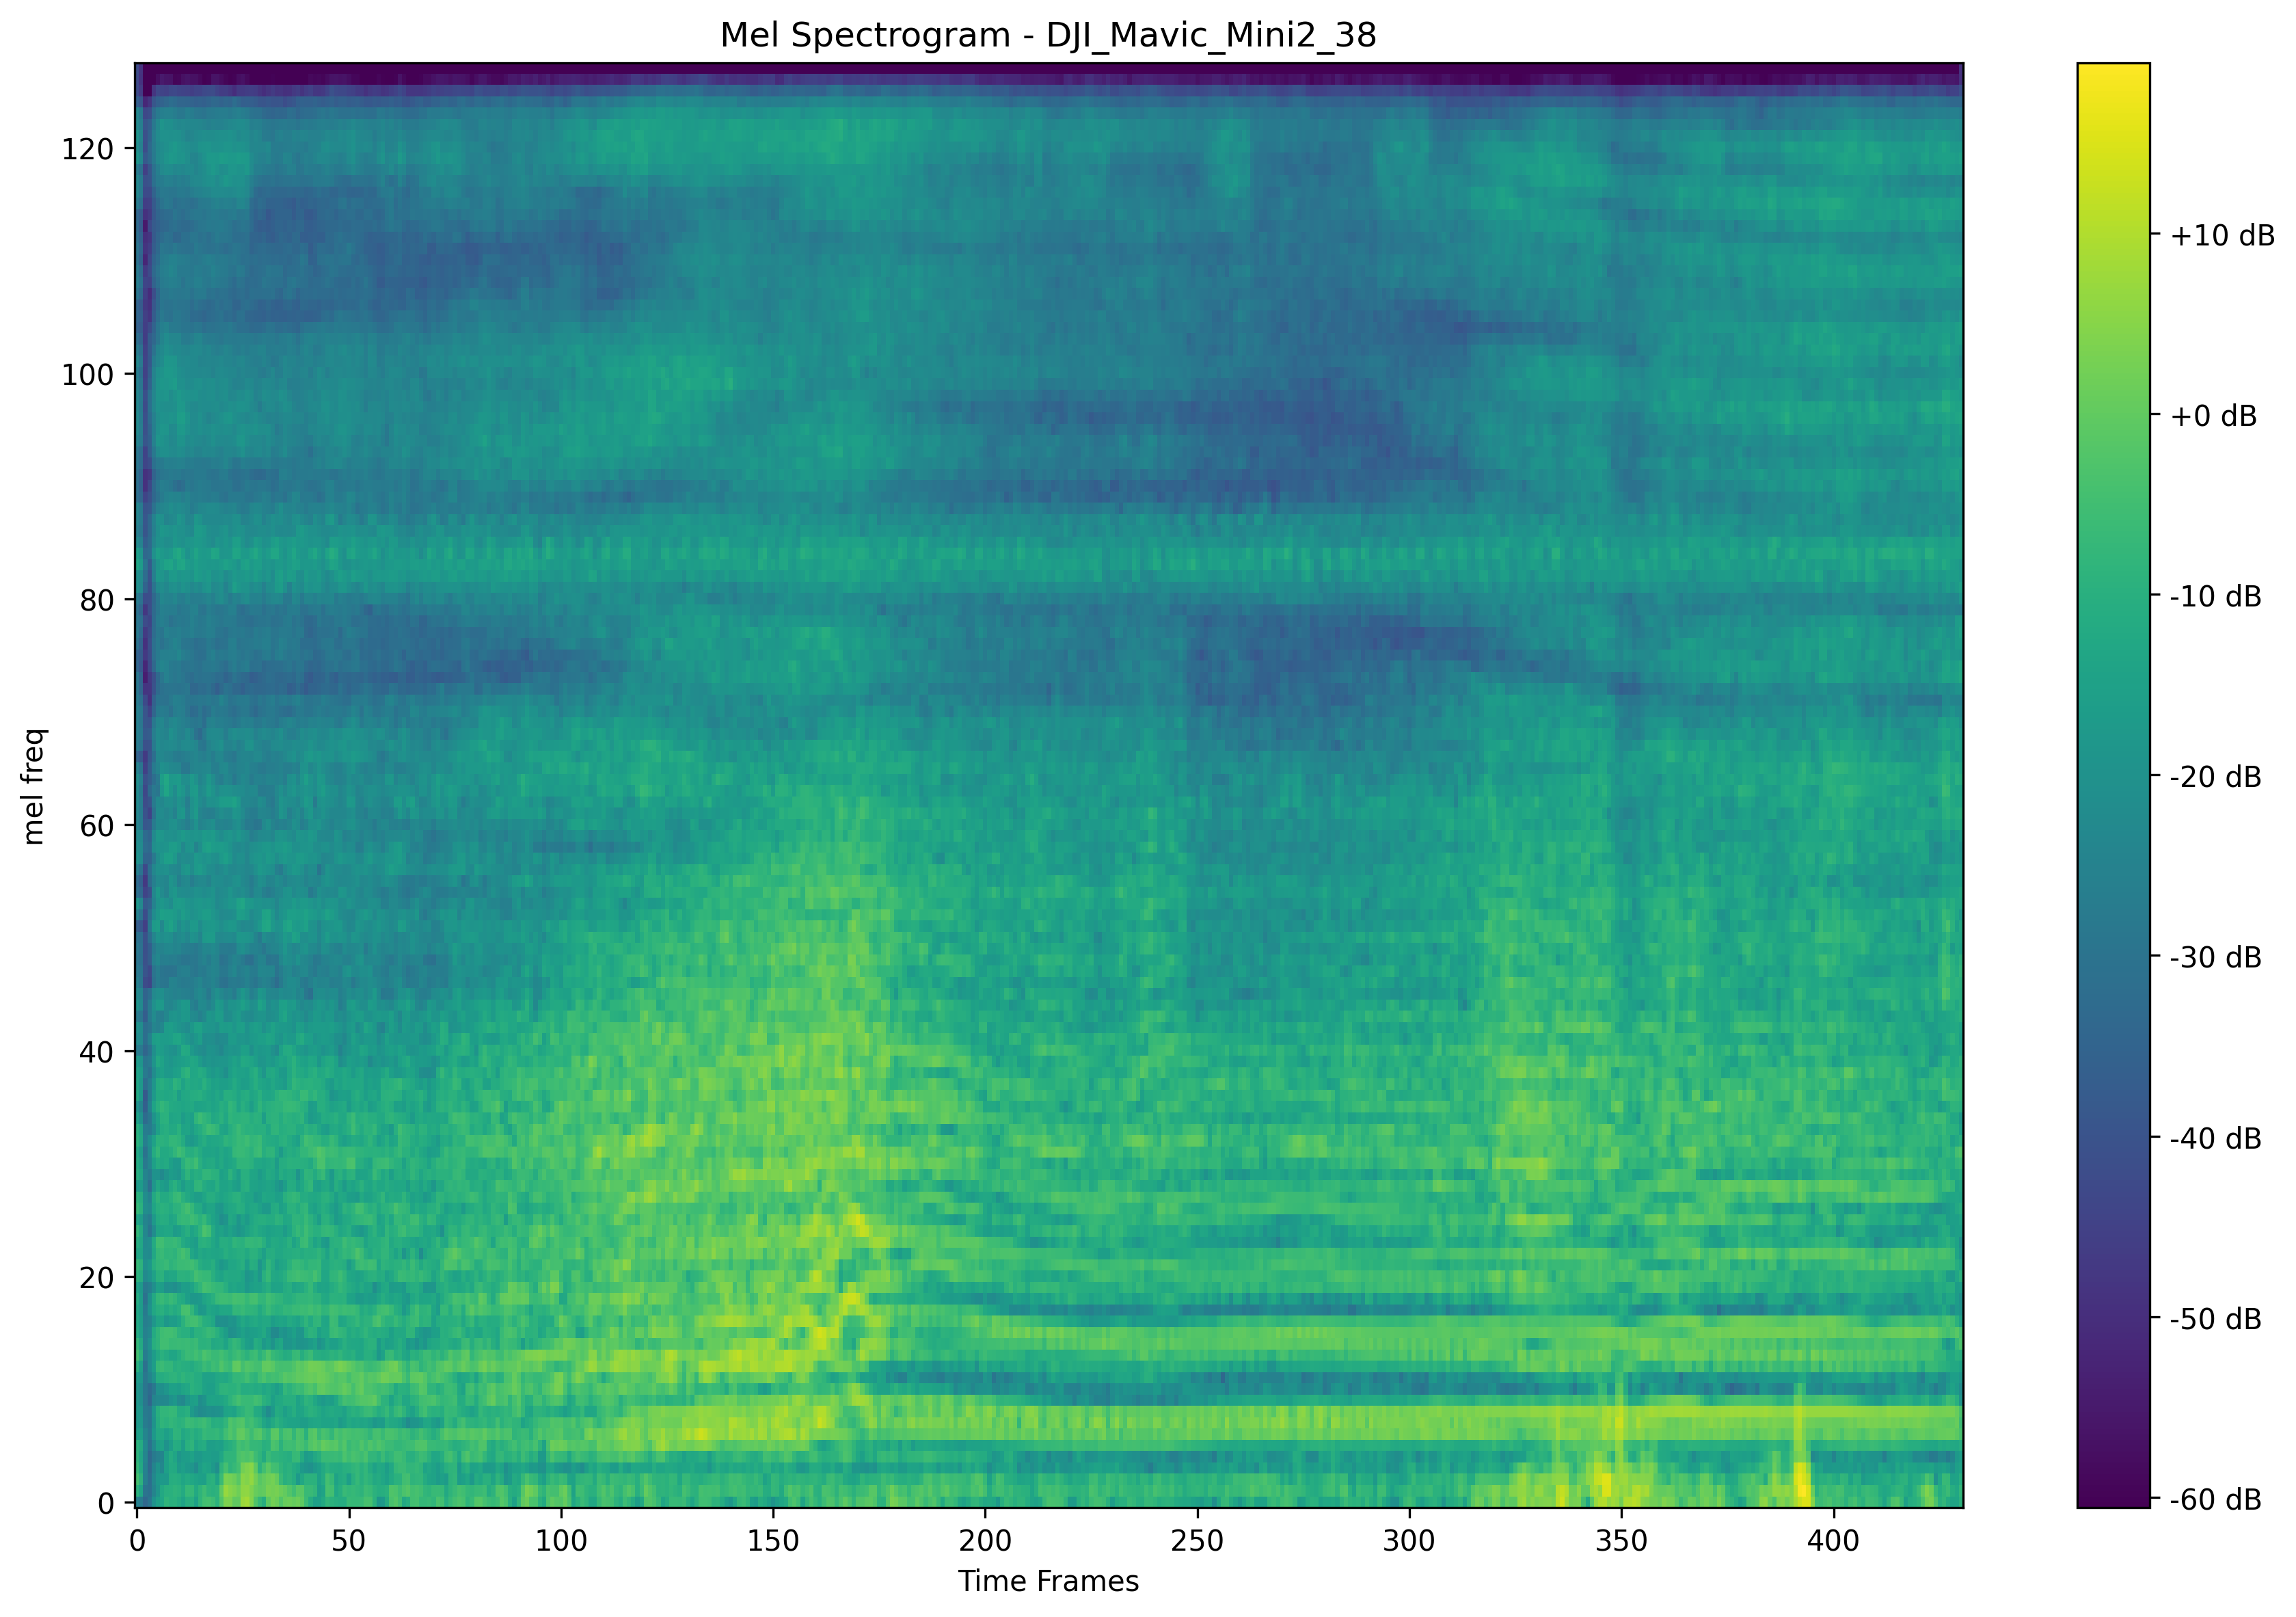 Mel Spectrogram - DJI_Mavic_Mini2_38
120
100
80
60
40
20
0
mel freq
0 50 100 150 200 250 300 350 400
Time Frames
+10 dB
+0 dB
-10 dB
-20 dB
-30 dB
-40 dB
-50 dB
-60 dB